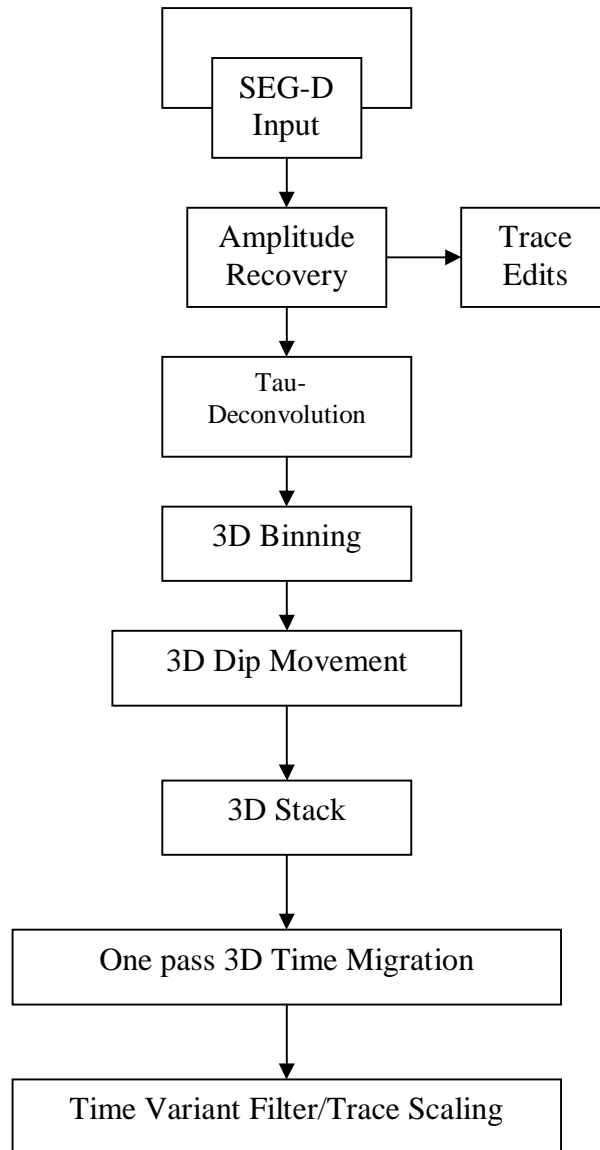 SEG-D
Input
Amplitude
Recovery
Trace
Edits
Tau-
Deconvolution
3D Binning
3D Dip Movement
3D Stack
One pass 3D Time Migration
Time Variant Filter/Trace Scaling